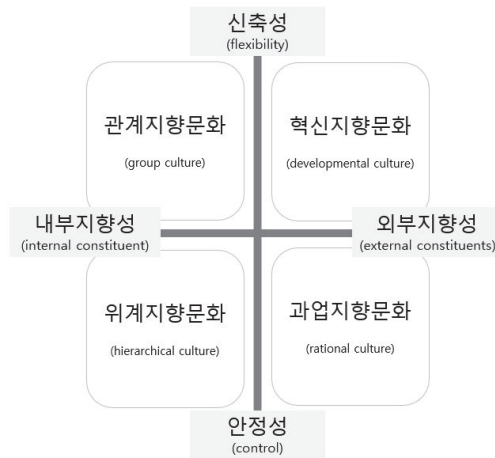 신축성
(flexibility)
관계지향문화
(group culture)
혁신지향문화
(developmental culture)
내부지향성
(internal constituent)
외부지향성
(external constituents)
위계지향문화
(hierarchical culture)
과업지향문화
(rational culture)
안정성
(control)